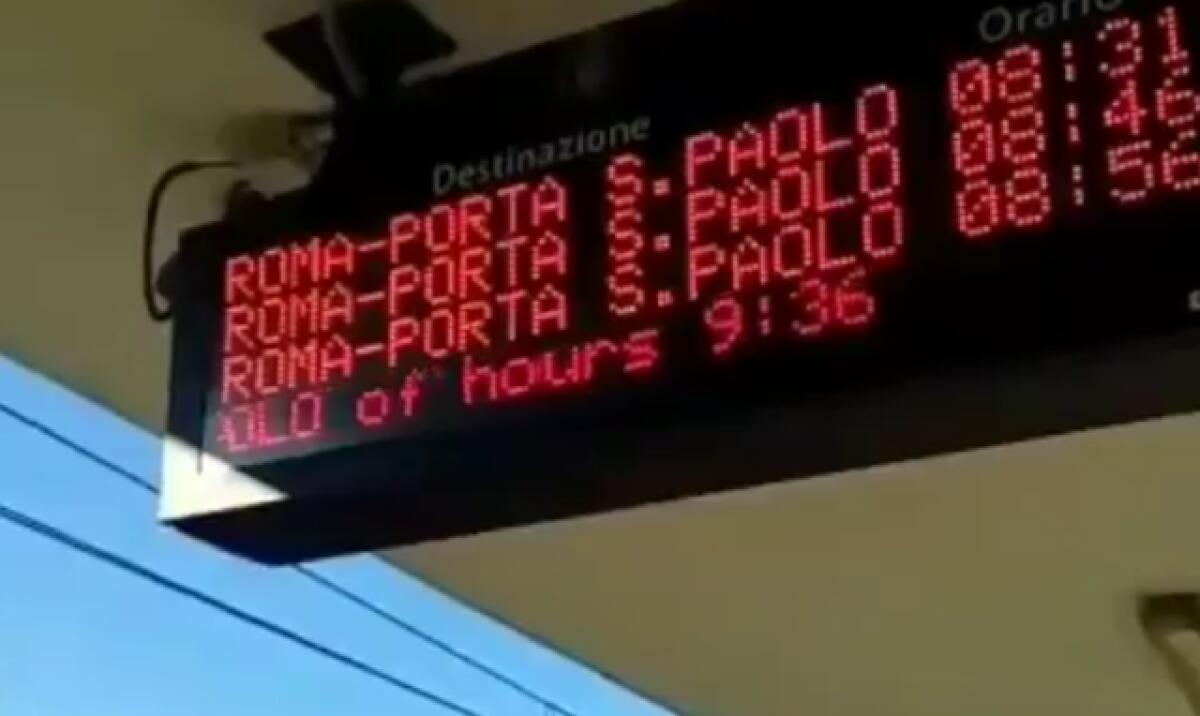 Destinazione Orario
ROMA-PORTA S.PAOLO 08:31
ROMA-PORTA S.PAOLO 08:46
ROMA-PORTA S.PAOLO 08:56
OLO of hours 9:36